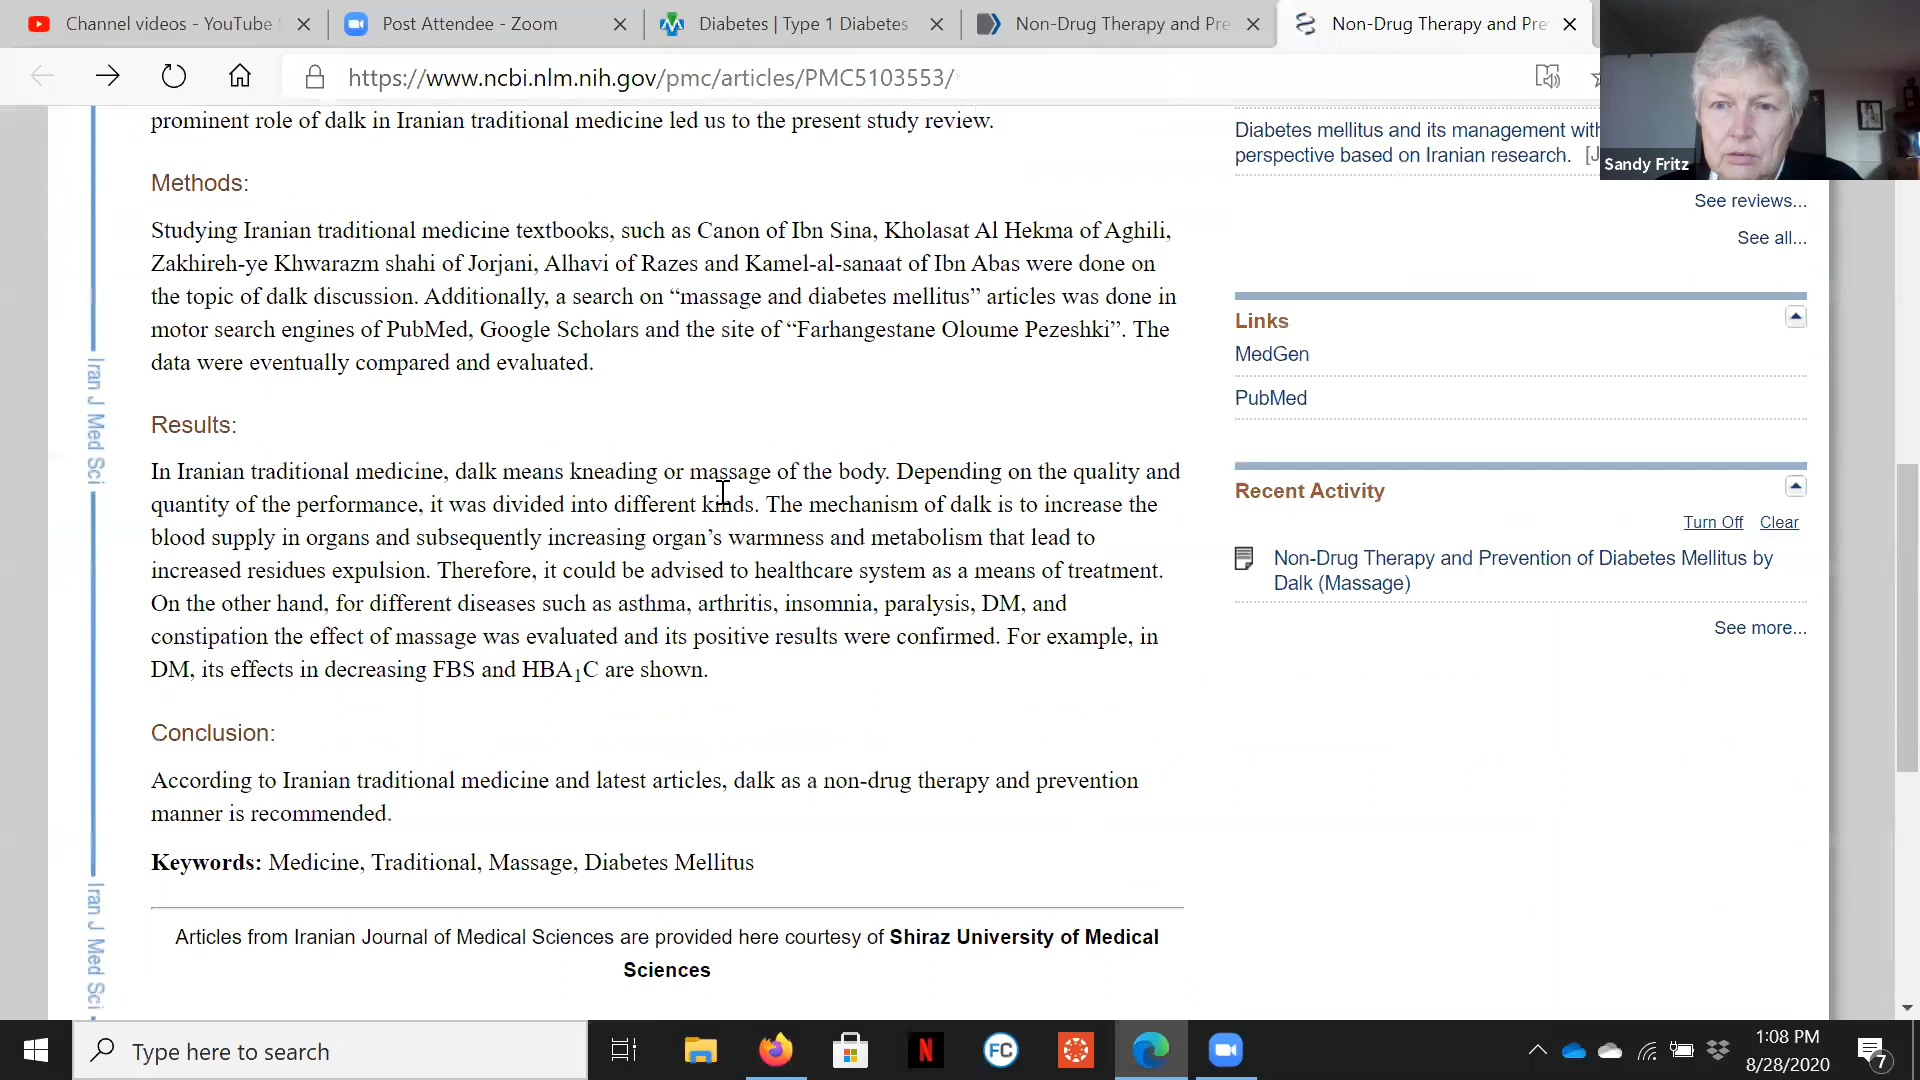 Channel videos - YouTube
Post Attendee - Zoom
Diabetes | Type 1 Diabetes
Non-Drug Therapy and Pre
Non-Drug Therapy and Pre
https://www.ncbi.nlm.nih.gov/pmc/articles/PMC5103553/
Sandy Fritz
prominent role of dalk in Iranian traditional medicine led us to the present study review.
Methods:
Studying Iranian traditional medicine textbooks, such as Canon of Ibn Sina, Kholasat Al Hekma of Aghili,
Zakhireh-ye Khwarazm shahi of Jorjani, Alhavi of Razes and Kamel-al-sanaat of Ibn Abas were done on
the topic of dalk discussion. Additionally, a search on “massage and diabetes mellitus” articles was done in
motor search engines of PubMed, Google Scholars and the site of “Farhangestane Oloume Pezeshki”. The
data were eventually compared and evaluated.
Results:
In Iranian traditional medicine, dalk means kneading or massage of the body. Depending on the quality and
quantity of the performance, it was divided into different kinds. The mechanism of dalk is to increase the
blood supply in organs and subsequently increasing organ’s warmness and metabolism that lead to
increased residues expulsion. Therefore, it could be advised to healthcare system as a means of treatment.
On the other hand, for different diseases such as asthma, arthritis, insomnia, paralysis, DM, and
constipation the effect of massage was evaluated and its positive results were confirmed. For example, in
DM, its effects in decreasing FBS and HBA1C are shown.
Conclusion:
According to Iranian traditional medicine and latest articles, dalk as a non-drug therapy and prevention
manner is recommended.
Keywords: Medicine, Traditional, Massage, Diabetes Mellitus
Articles from Iranian Journal of Medical Sciences are provided here courtesy of Shiraz University of Medical
Sciences
Iran J Med Sci
Iran J Med Sci
Diabetes mellitus and its management with
perspective based on Iranian research. [J
See reviews...
See all...
Links
MedGen
PubMed
Recent Activity
Turn Off Clear
Non-Drug Therapy and Prevention of Diabetes Mellitus by
Dalk (Massage)
See more...
Type here to search
N
FC
1:08 PM
8/28/2020
7